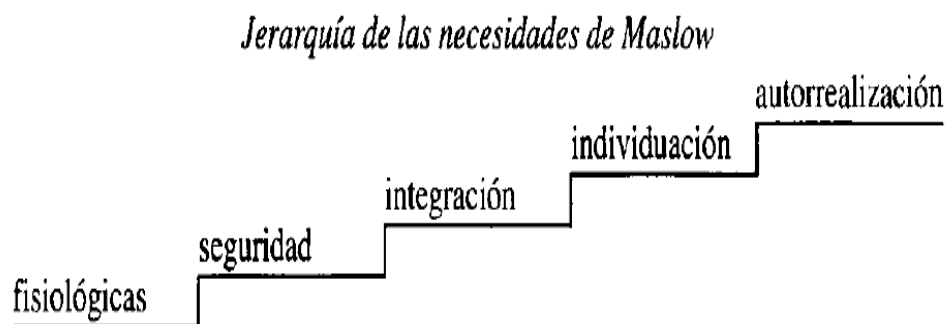 Jerarquía de las necesidades de Maslow
autorrealización
individuación
integración
seguridad
fisiológicas